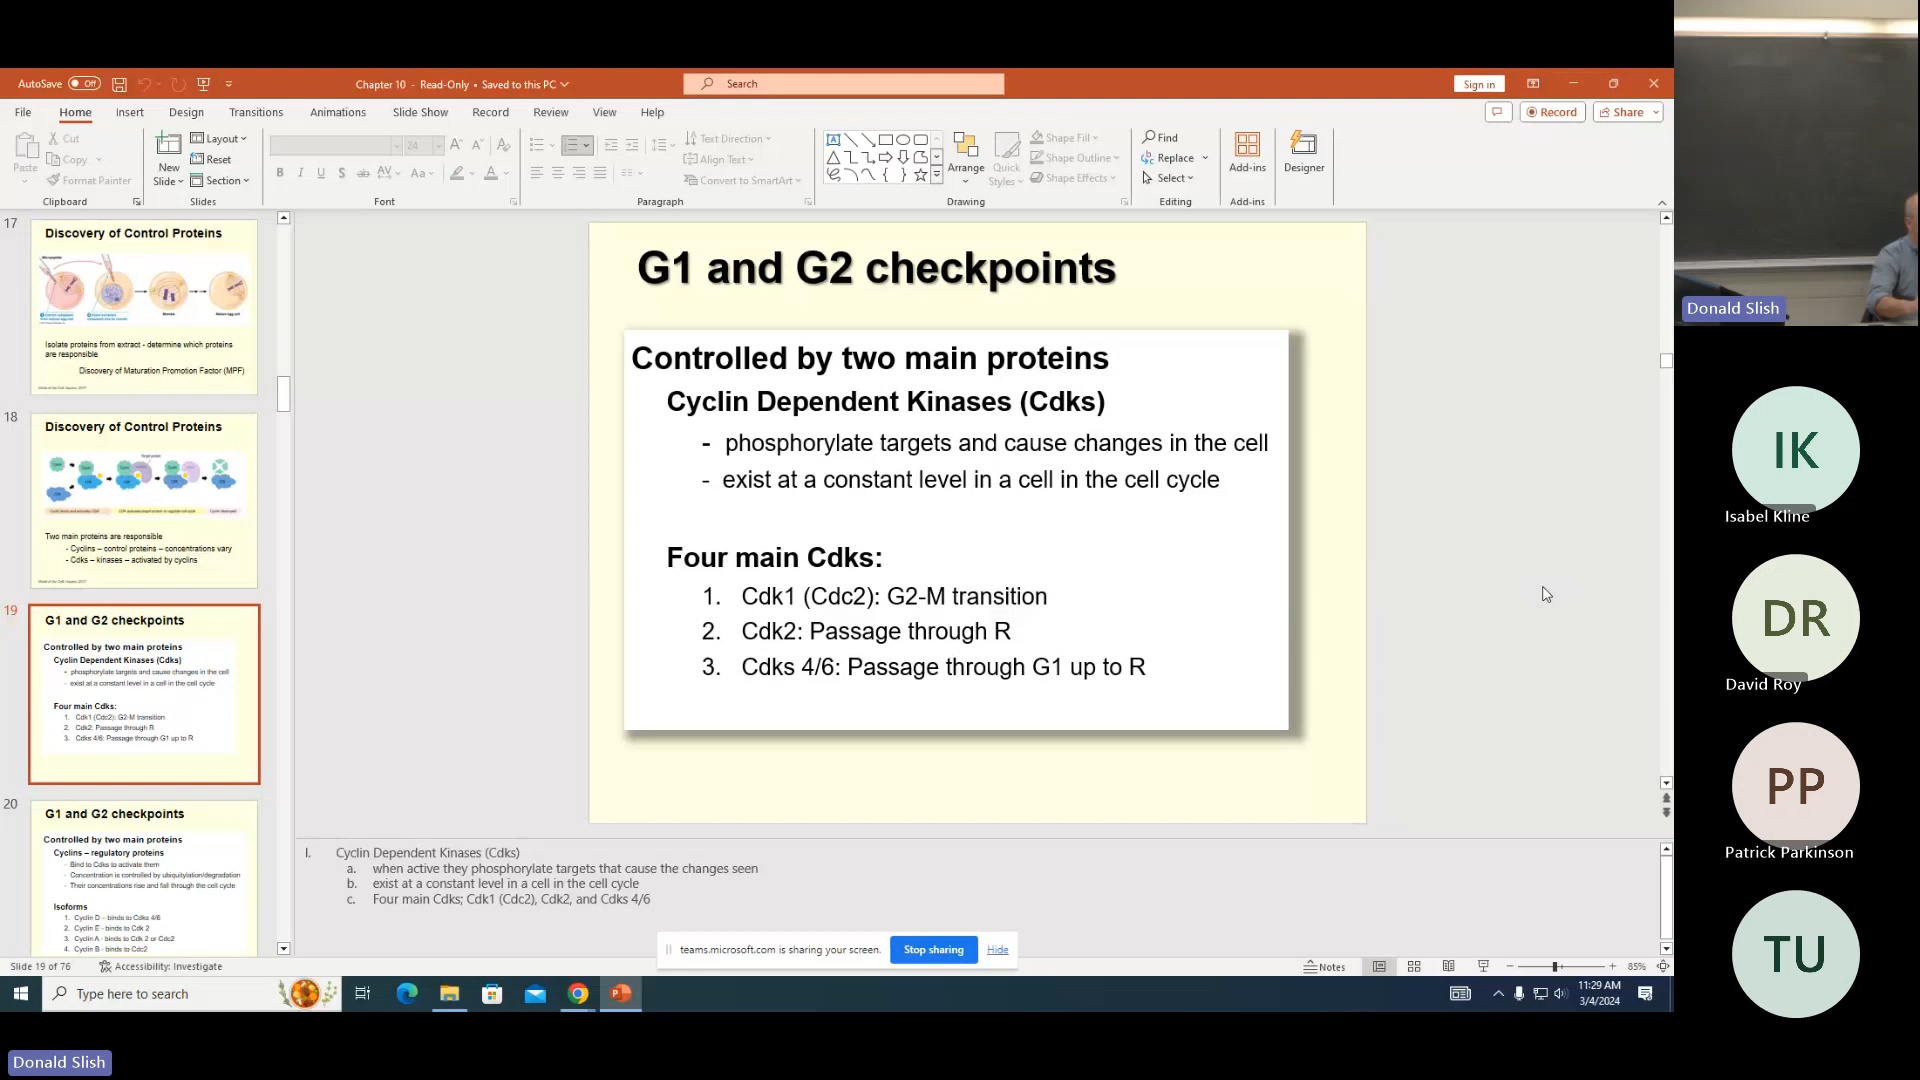 AutoSave Off
Chapter 10 - Read-Only • Saved to this PC
Search
Sign in
File Home Insert Design Transitions Animations Slide Show Record Review View Help
Record Share
Paste
Cut
Copy
Format Painter
Clipboard
New Slide
Layout
Reset
Section
Slides
24
Font
Text Direction
Align Text
Convert to SmartArt
Paragraph
Arrange
Quick Styles
Shape Fill
Shape Outline
Shape Effects
Drawing
Find
Replace
Select
Editing
Add-ins
Add-ins
Designer
17
Discovery of Control Proteins
Isolate proteins from extract - determine which proteins
are responsible
Discovery of Maturation Promotion Factor (MPF)
18
Discovery of Control Proteins
Two main proteins are responsible
- Cyclins – control proteins – concentrations vary
- Cdks – kinases – activated by cyclins
19
G1 and G2 checkpoints
Controlled by two main proteins
Cyclin Dependent Kinases (Cdks)
- phosphorylate targets and cause changes in the cell
- exist at a constant level in a cell in the cell cycle
Four main Cdks:
1. Cdk1 (Cdc2): G2-M transition
2. Cdk2: Passage through R
3. Cdks 4/6: Passage through G1 up to R
20
G1 and G2 checkpoints
Controlled by two main proteins
Cyclins – regulatory proteins
- Bind to Cdks to activate them
- Concentration is controlled by ubiquitylation/degradation
- Their concentrations rise and fall through the cell cycle
Isoforms
1. Cyclin D – binds to Cdks 4/6
2. Cyclin E - binds to Cdk 2
3. Cyclin A - binds to Cdk 2 or Cdc2
4. Cyclin B - binds to Cdc2
G1 and G2 checkpoints
Controlled by two main proteins
Cyclin Dependent Kinases (Cdks)
- phosphorylate targets and cause changes in the cell
- exist at a constant level in a cell in the cell cycle
Four main Cdks:
1. Cdk1 (Cdc2): G2-M transition
2. Cdk2: Passage through R
3. Cdks 4/6: Passage through G1 up to R
I. Cyclin Dependent Kinases (Cdks)
a. when active they phosphorylate targets that cause the changes seen
b. exist at a constant level in a cell in the cell cycle
c. Four main Cdks; Cdk1 (Cdc2), Cdk2, and Cdks 4/6
teams.microsoft.com is sharing your screen. Stop sharing Hide
Slide 19 of 76 Accessibility: Investigate
Notes
85%
Type here to search
11:29 AM
3/4/2024
Donald Slish
IK
Isabel Kline
DR
David Roy
PP
Patrick Parkinson
TU
Donald Slish